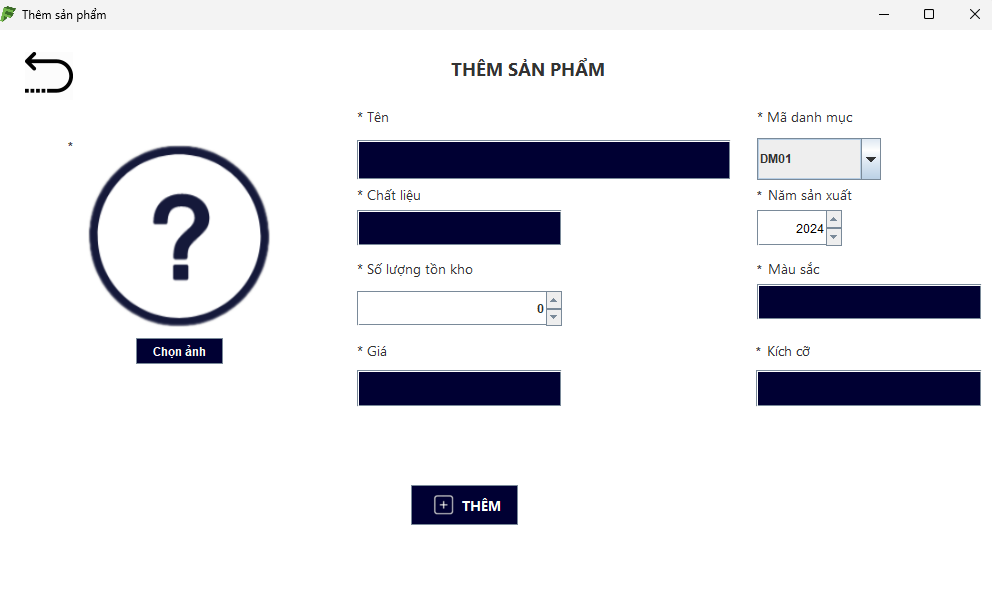 Thêm sản phẩm
THÊM SẢN PHẨM
* Tên
* Mã danh mục
*
DM01
* Chất liệu
* Năm sản xuất
2024
* Số lượng tồn kho
* Màu sắc
0
Chọn ảnh
* Giá
* Kích cỡ
THÊM